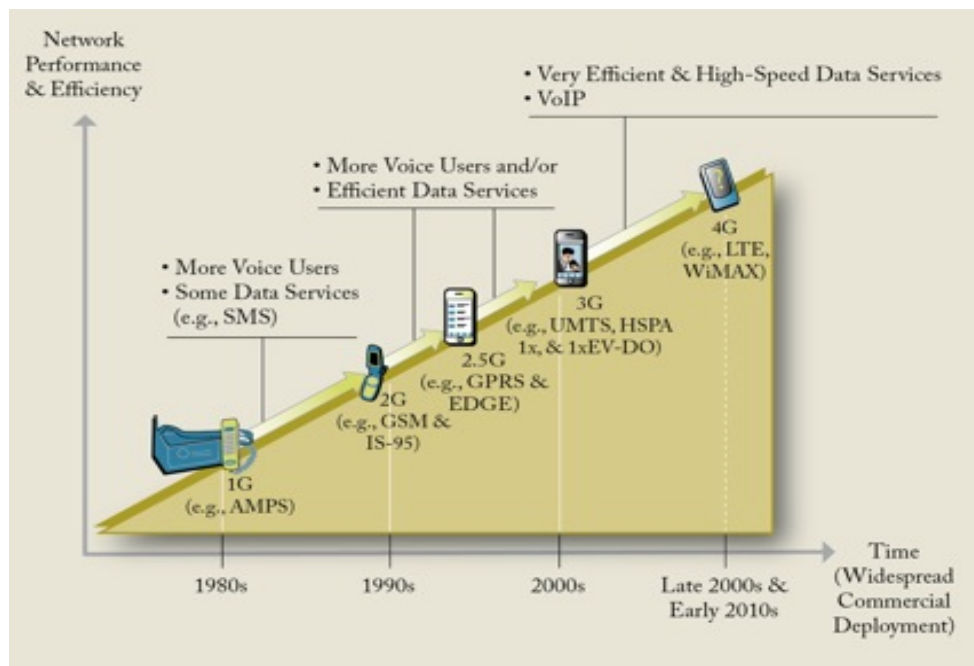 Network
Performance
& Efficiency
• Very Efficient & High-Speed Data Services
• VoIP
• More Voice Users and/or
• Efficient Data Services
• More Voice Users
• Some Data Services
(e.g., SMS)
?
4G
(e.g., LTE,
WiMAX)
3G
(e.g., UMTS, HSPA
1x, & 1xEV-DO)
2.5G
(e.g., GPRS &
EDGE)
2G
(e.g., GSM &
IS-95)
1G
(e.g., AMPS)
1980s
1990s
2000s
Late 2000s &
Early 2010s
Time
(Widespread
Commercial
Deployment)